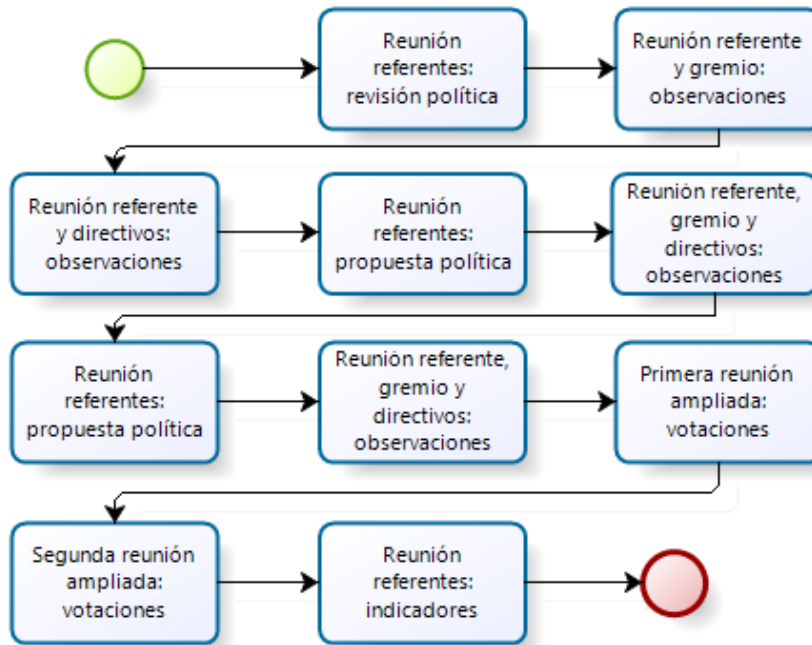 Reunión
referentes:
revisión política
Reunión referente
y gremio:
observaciones
Reunión referente
y directivos:
observaciones
Reunión
referentes:
propuesta política
Reunión referente,
gremio y
directivos:
observaciones
Reunión
referentes:
propuesta política
Reunión referente,
gremio y
directivos:
observaciones
Primera reunión
ampliada:
votaciones
Segunda reunión
ampliada:
votaciones
Reunión
referentes:
indicadores